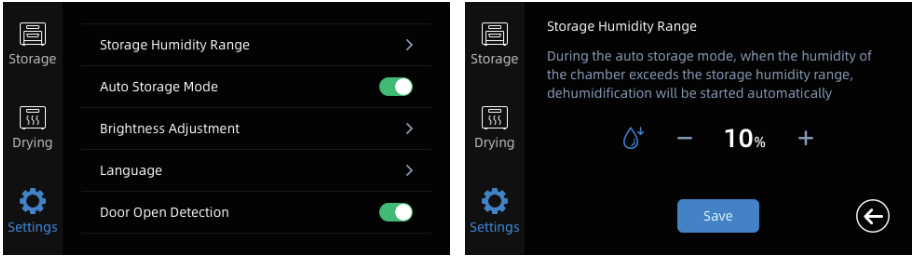 Storage
Drying
Settings
Storage Humidity Range
Auto Storage Mode
Brightness Adjustment
Language
Door Open Detection
Storage
Drying
Settings
Storage Humidity Range
During the auto storage mode, when the humidity of
the chamber exceeds the storage humidity range,
dehumidification will be started automatically
− 10% +
Save